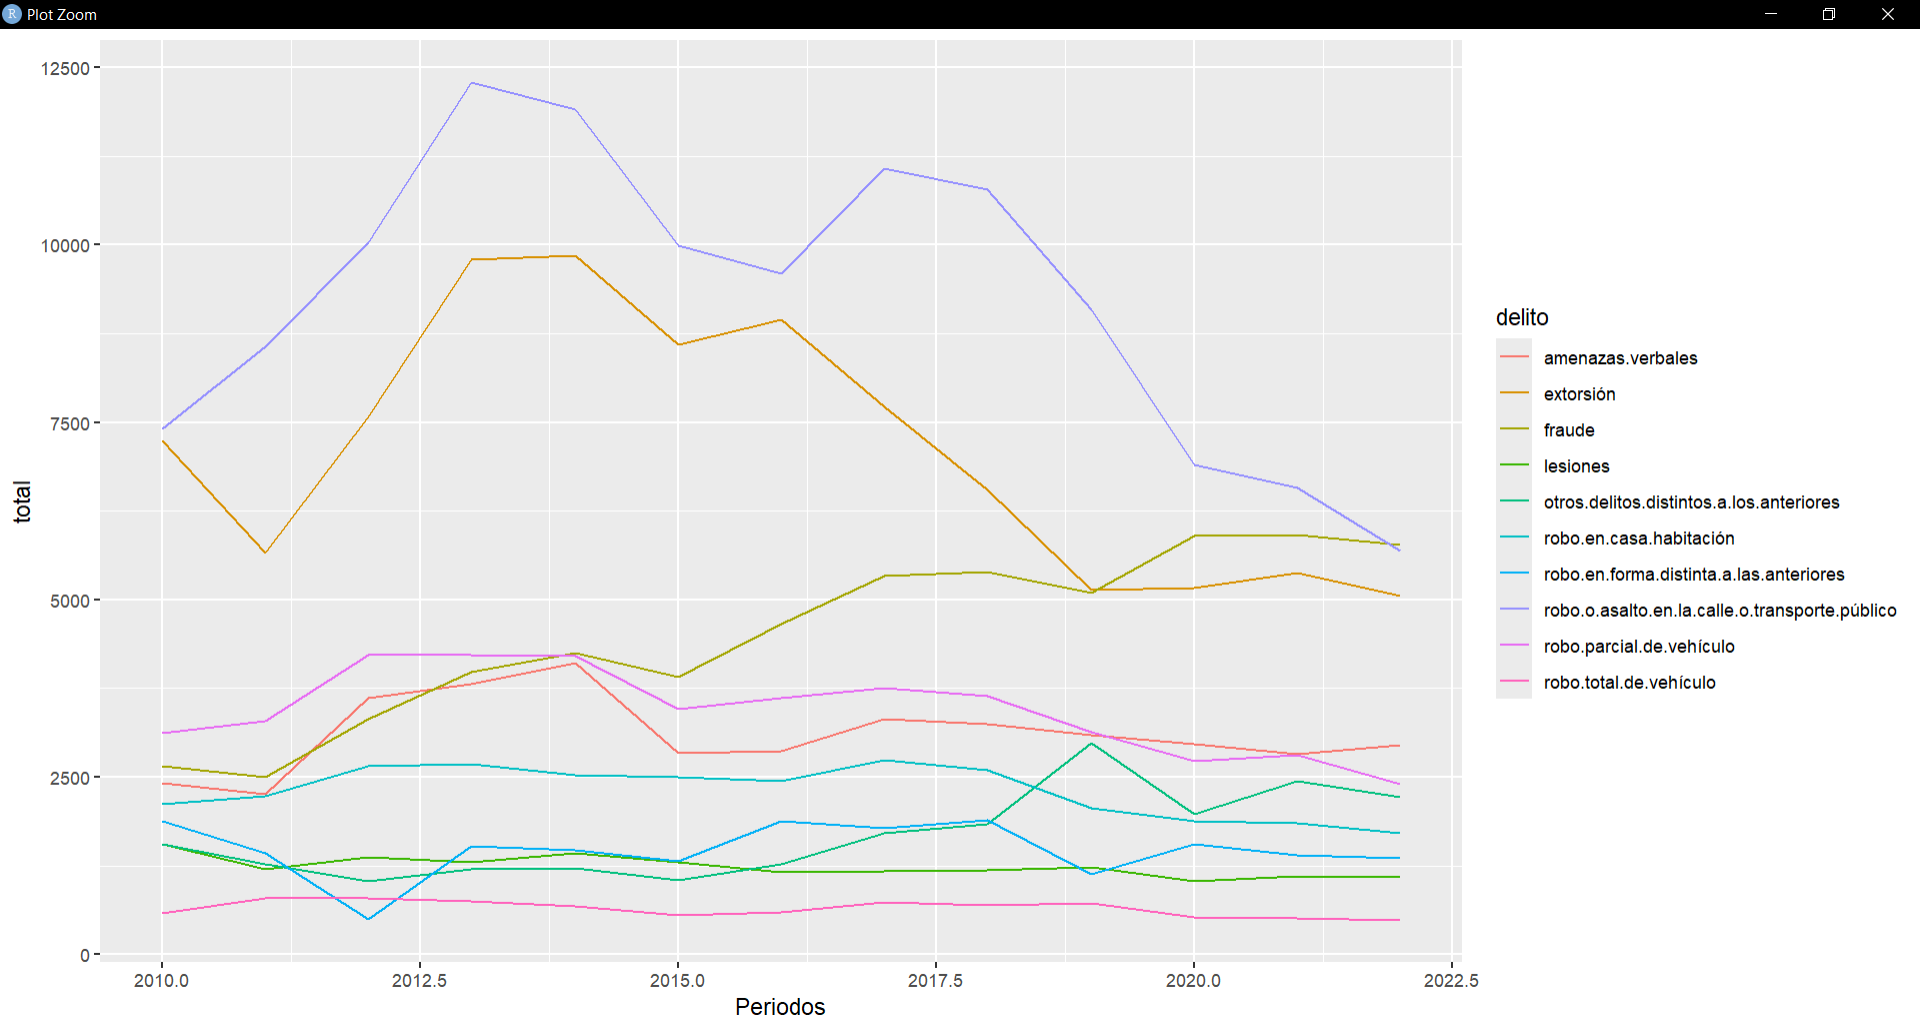 R Plot Zoom
12500
10000
7500
5000
2500
0
total
2010.0 2012.5 2015.0 2017.5 2020.0 2022.5
Periodos
delito
amenazas.verbales
extorsión
fraude
lesiones
otros.delitos.distintos.a.los.anteriores
robo.en.casa.habitación
robo.en.forma.distinta.a.las.anteriores
robo.o.asalto.en.la.calle.o.transporte.público
robo.parcial.de.vehículo
robo.total.de.vehículo